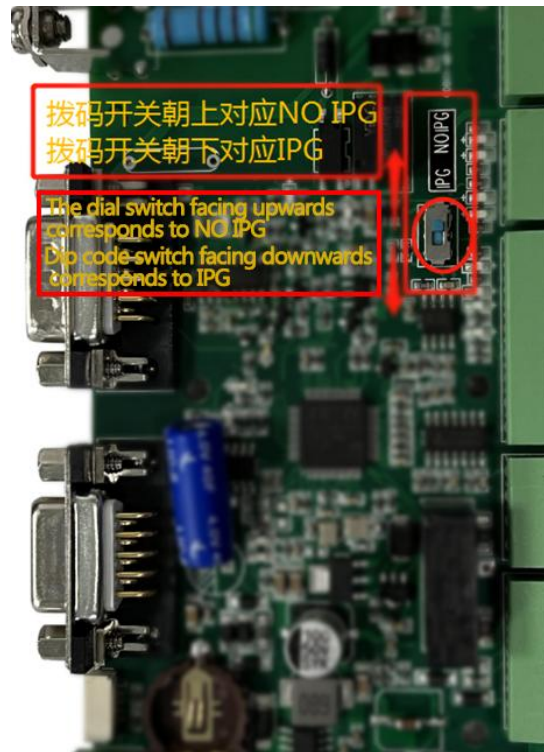 拨码开关朝上对应NO IPG
拨码开关朝下对应IPG
The dial switch facing upwards
corresponds to NO IPG
Dip code switch facing downwards
corresponds to IPG
IPG NOIPG